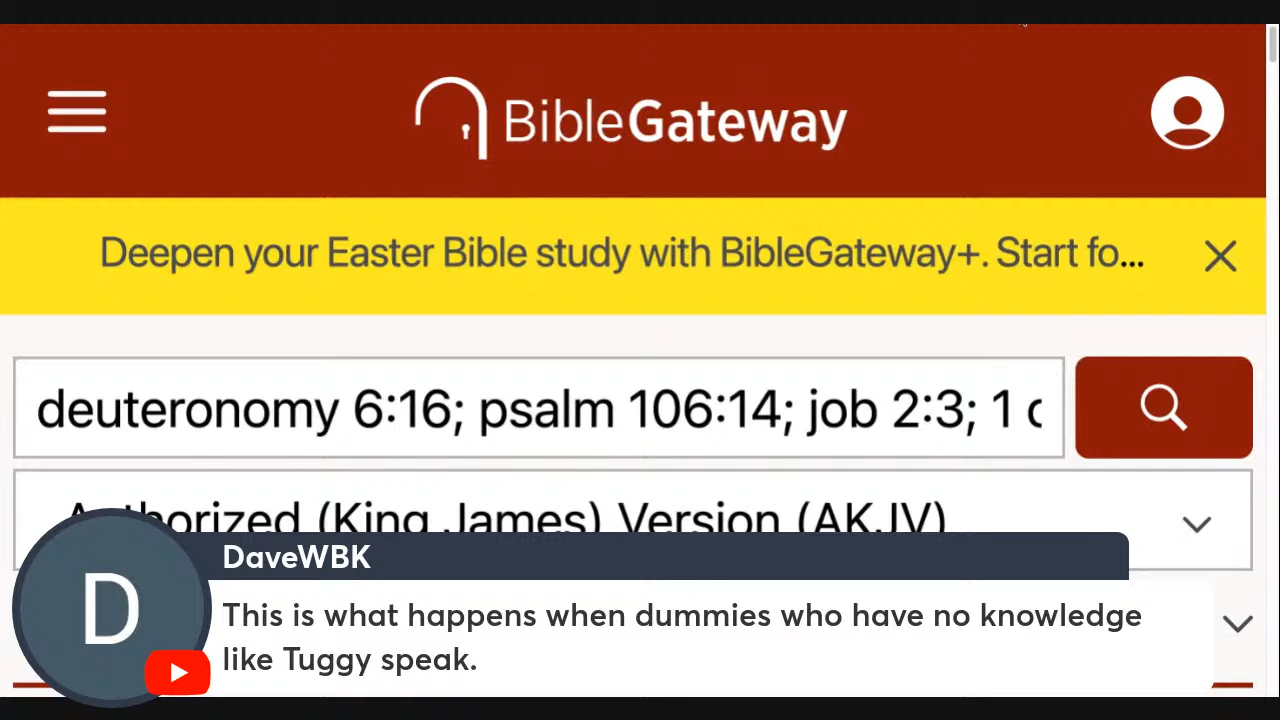 BibleGateway
Deepen your Easter Bible study with BibleGateway+. Start fo...
deuteronomy 6:16; psalm 106:14; job 2:3; 1 c
Authorized (King James) Version (AKJV)
DaveWBK
D
This is what happens when dummies who have no knowledge
like Tuggy speak.